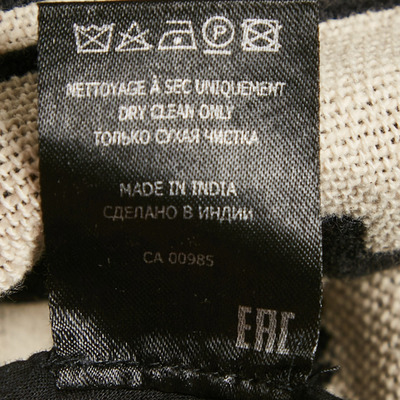 NETTOYAGE À SEC UNIQUEMENT
DRY CLEAN ONLY
ТОЛЬКО СУХАЯ ЧИСТКА
MADE IN INDIA
СДЕЛАНО В ИНДИИ
CA 00985
EAC